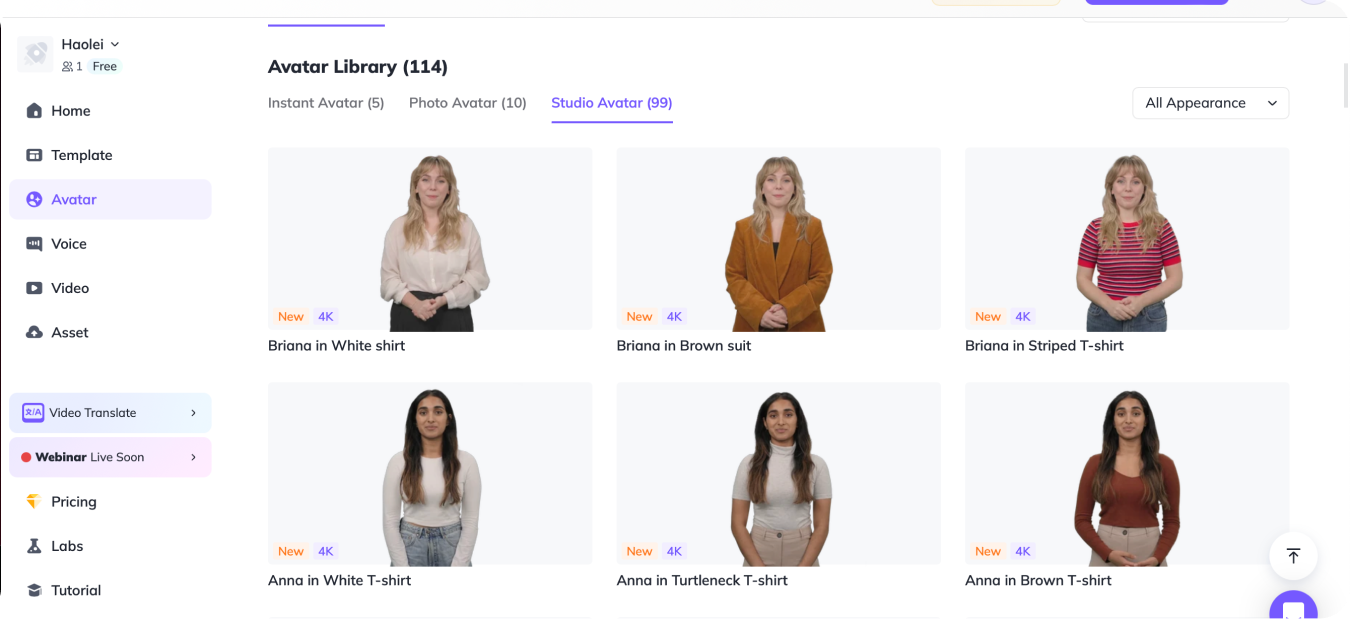 Haolei
1 Free
Home
Template
Avatar
Voice
Video
Asset
Video Translate
Webinar Live Soon
Pricing
Labs
Tutorial
Avatar Library (114)
Instant Avatar (5) Photo Avatar (10) Studio Avatar (99)
All Appearance
New 4K
Briana in White shirt
New 4K
Briana in Brown suit
New 4K
Briana in Striped T-shirt
New 4K
Anna in White T-shirt
New 4K
Anna in Turtleneck T-shirt
New 4K
Anna in Brown T-shirt